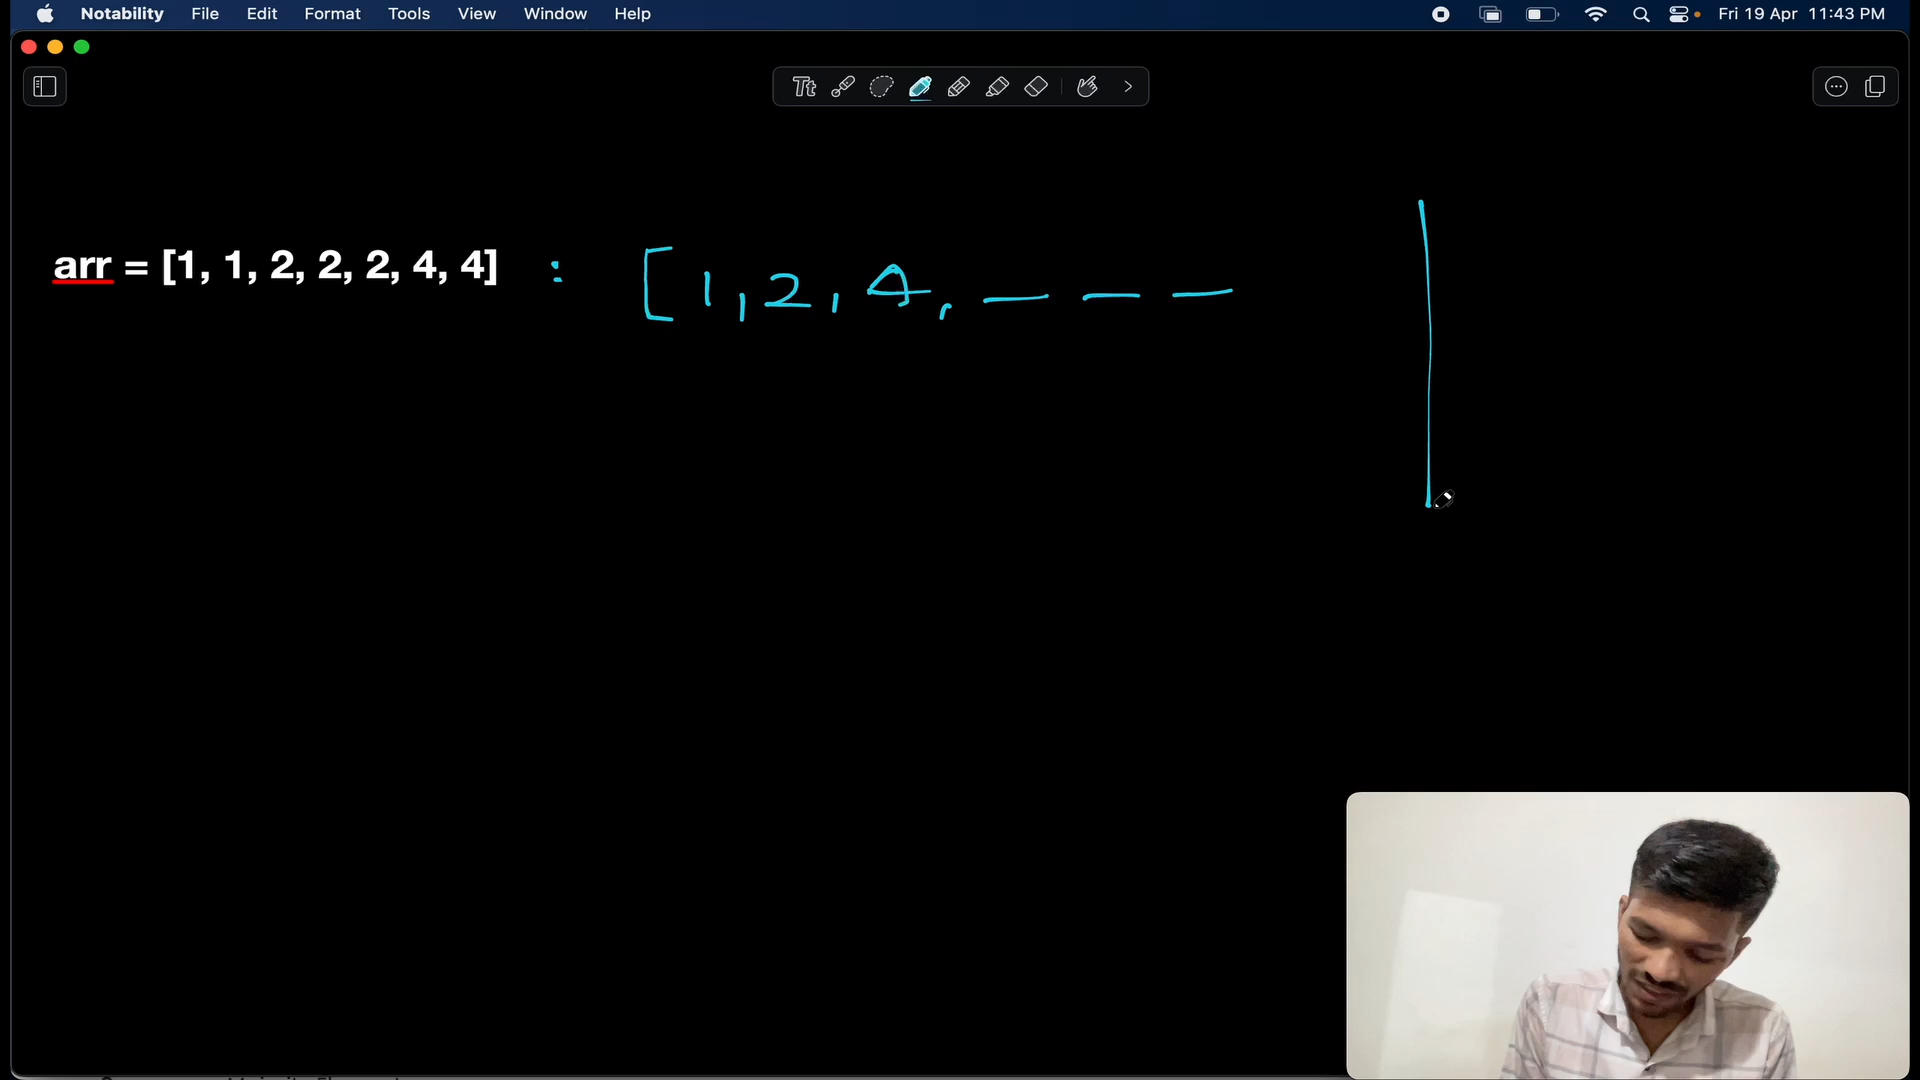 Notability File Edit Format Tools View Window Help Fri 19 Apr 11:43 PM
Tt
arr = [1, 1, 2, 2, 2, 4, 4] : [ 1, 2, 4, — — —